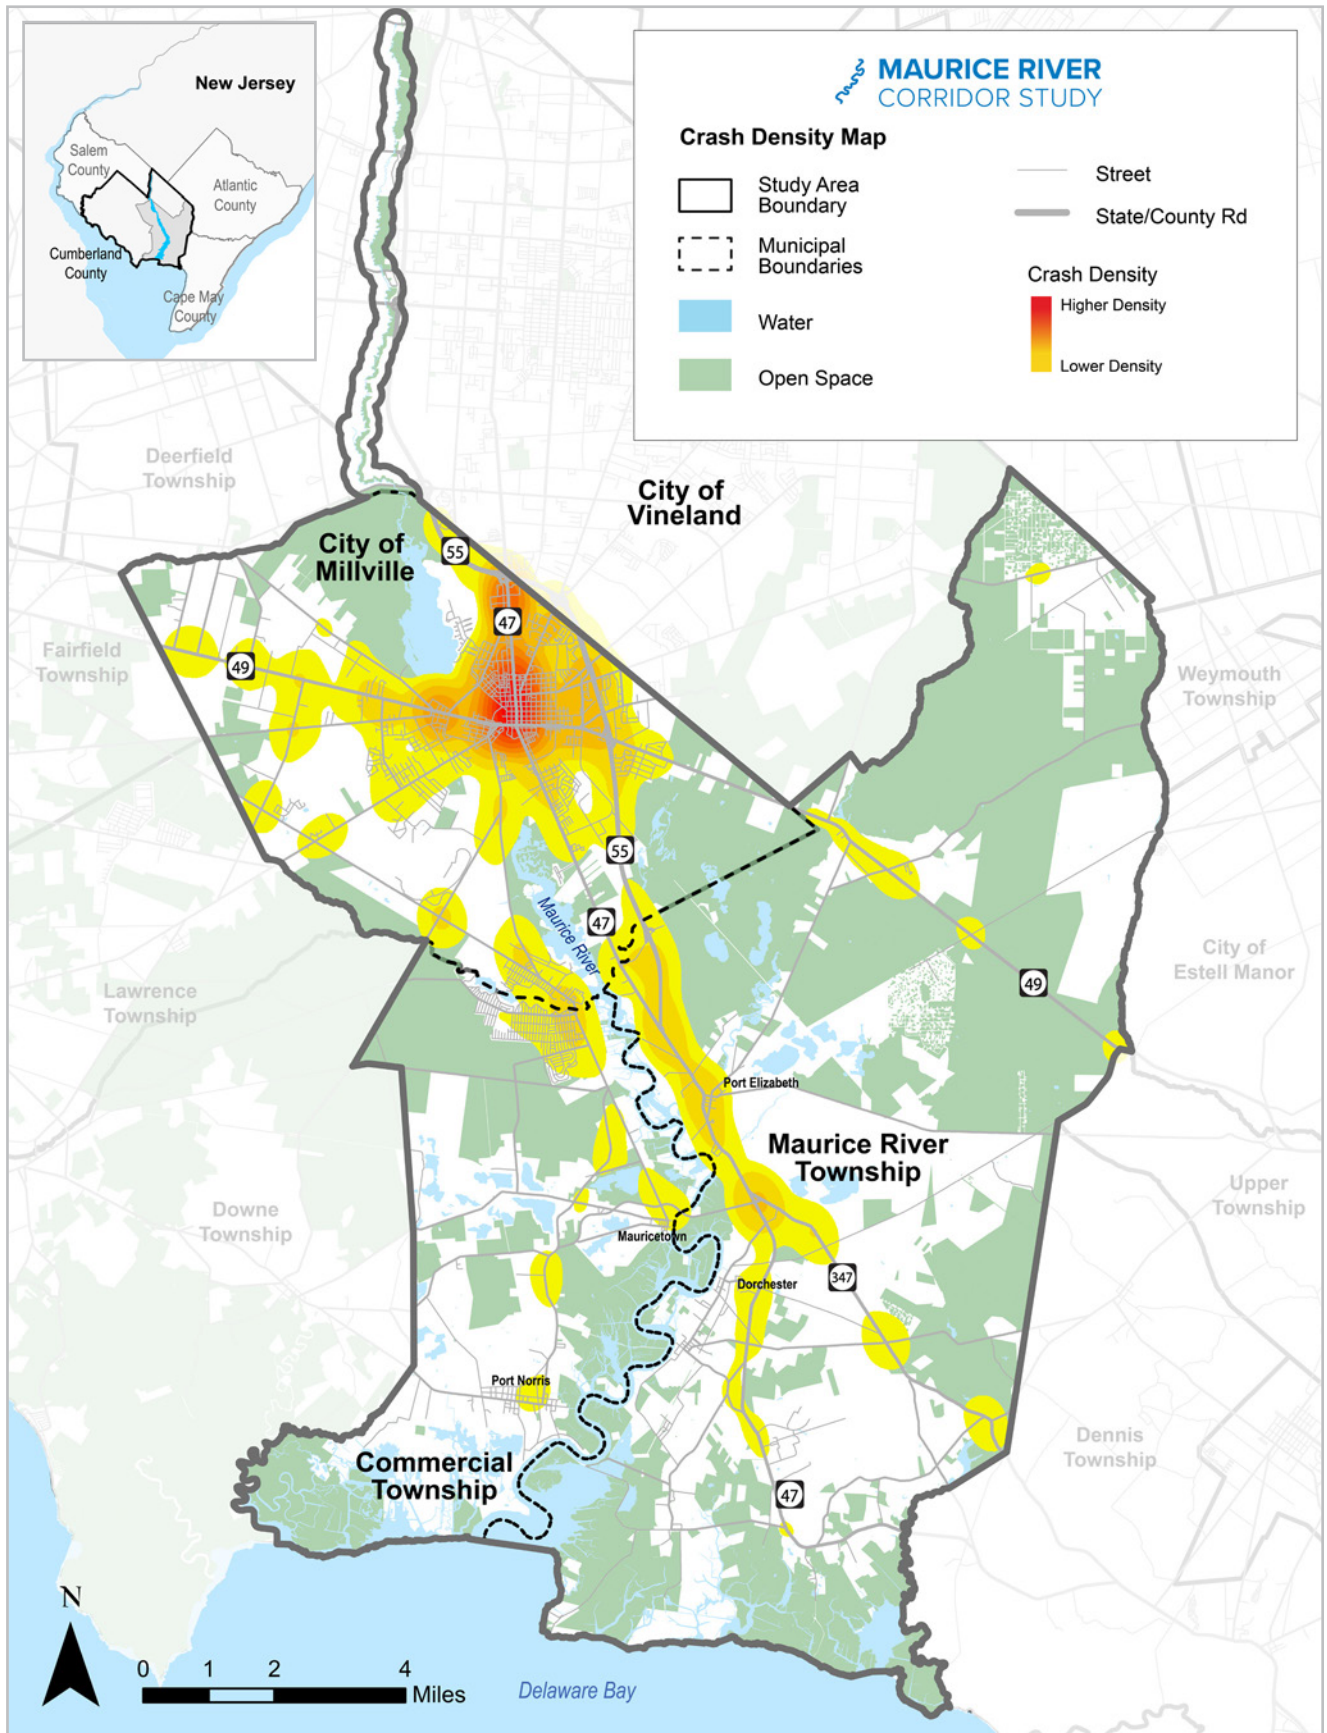 New Jersey
Salem
County
Atlantic
County
Cumberland
County
Cape May
County
MAURICE RIVER
CORRIDOR STUDY
Crash Density Map
Study Area
Boundary
Municipal
Boundaries
Water
Open Space
Street
State/County Rd
Crash Density
Higher Density
Lower Density
Deerfield
Township
City of
Vineland
City of
Millville
55
47
Fairfield
Township
49
Weymouth
Township
55
Maurice River
47
City of
Estell Manor
49
Lawrence
Township
Port Elizabeth
Maurice River
Township
Upper
Township
Downe
Township
Mauricetown
Dorchester
347
Port Norris
Dennis
Township
Commercial
Township
47
N
0 1 2 4
Miles
Delaware Bay